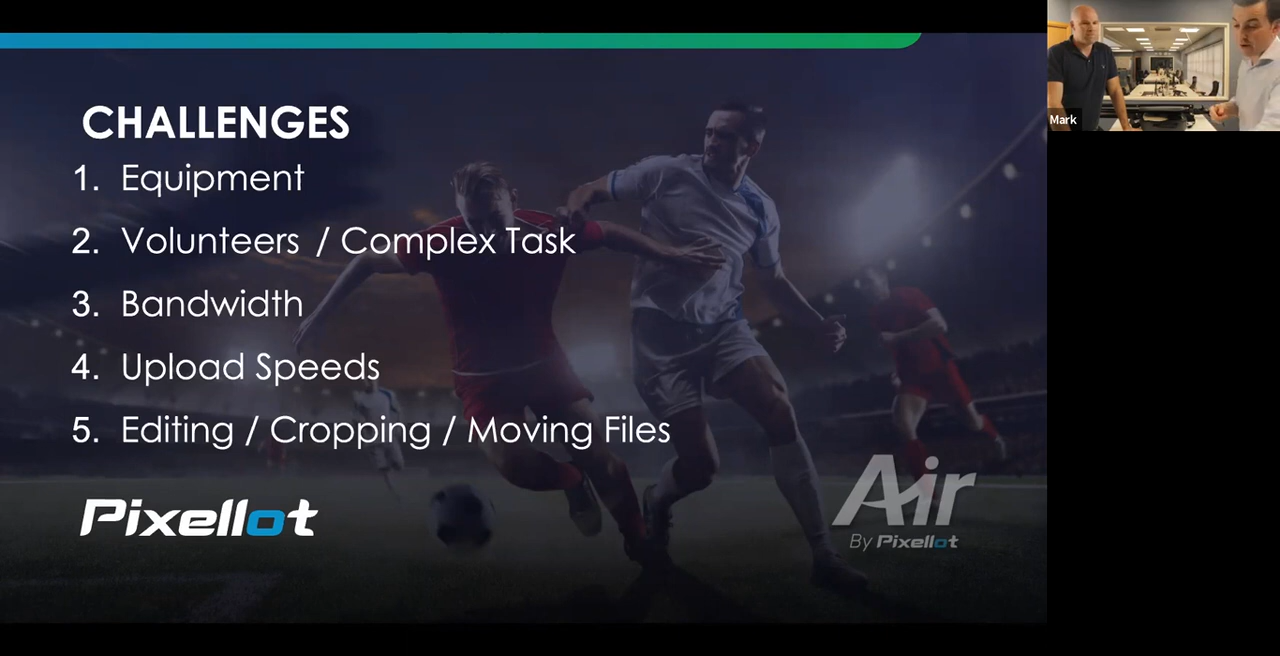 CHALLENGES
1. Equipment
2. Volunteers / Complex Task
3. Bandwidth
4. Upload Speeds
5. Editing / Cropping / Moving Files
Pixellot
Air
By Pixellot
Mark